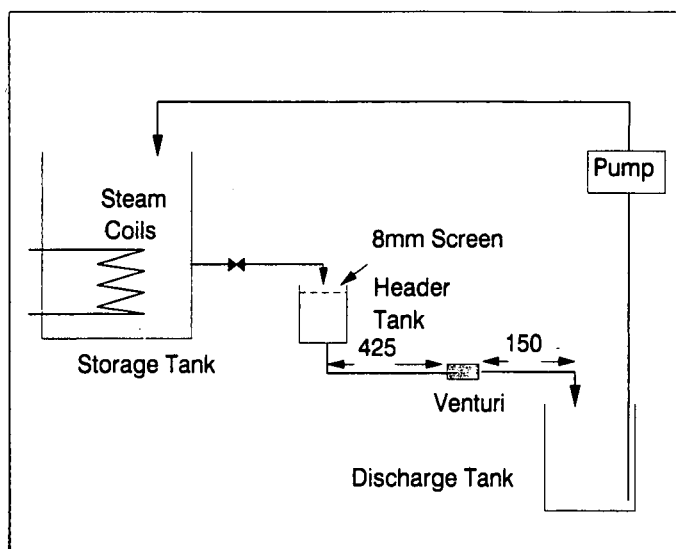 Pump
Steam
Coils
8mm Screen
Header
Tank
Storage Tank
425
150
Venturi
Discharge Tank